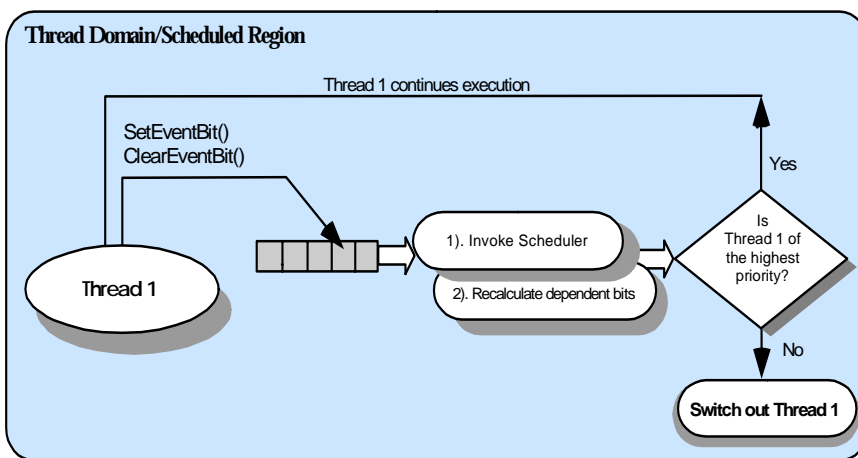 Thread Domain/Scheduled Region
Thread 1 continues execution
SetEventBit()
ClearEventBit()
Yes
Is
Thread 1 of
the highest
priority?
1). Invoke Scheduler
2). Recalculate dependent bits
Thread 1
No
Switch out Thread 1